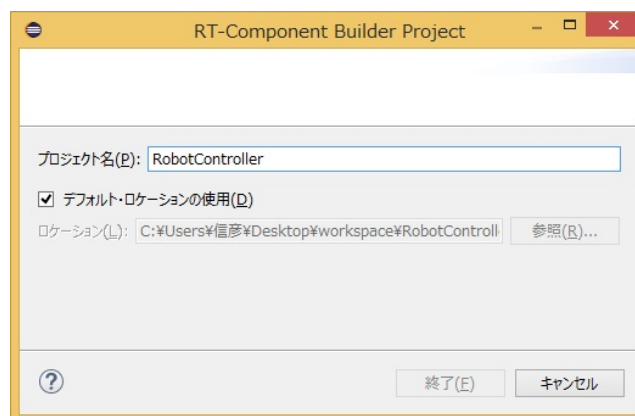 RT-Component Builder Project
プロジェクト名(P): RobotController
デフォルト・ロケーションの使用(D)
ロケーション(L): C:¥Users¥信彦¥Desktop¥workspace¥RobotControll 参照(R)...
終了(F) キャンセル